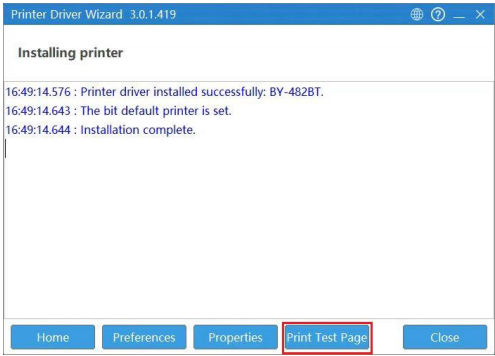 Printer Driver Wizard 3.0.1.419
Installing printer
16:49:14.576 : Printer driver installed successfully: BY-482BT.
16:49:14.643 : The bit default printer is set.
16:49:14.644 : Installation complete.
Home Preferences Properties Print Test Page Close